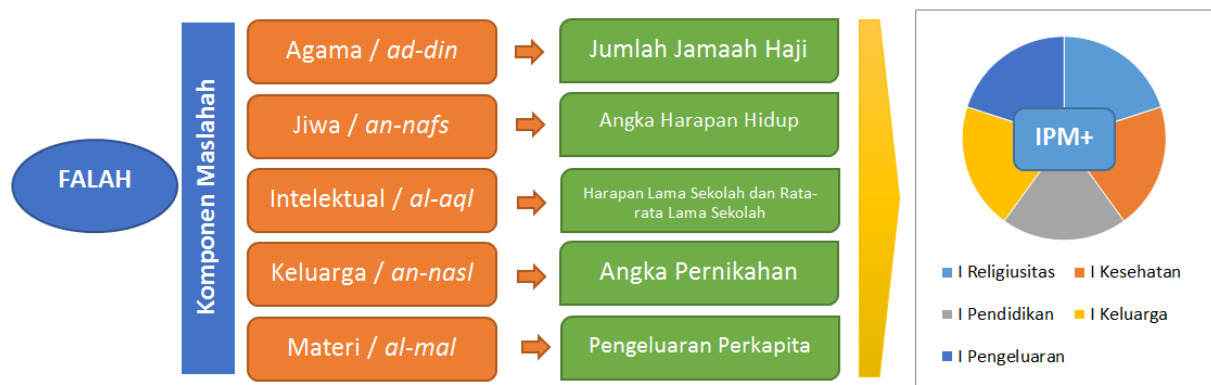 FALAH
Komponen Maslahah
Agama / ad-din
Jumlah Jamaah Haji
Jiwa / an-nafs
Angka Harapan Hidup
Intelektual / al-aql
Harapan Lama Sekolah dan Rata-
rata Lama Sekolah
Keluarga / an-nasl
Angka Pernikahan
Materi / al-mal
Pengeluaran Perkapita
IPM+
I Religiusitas
I Kesehatan
I Pendidikan
I Keluarga
I Pengeluaran